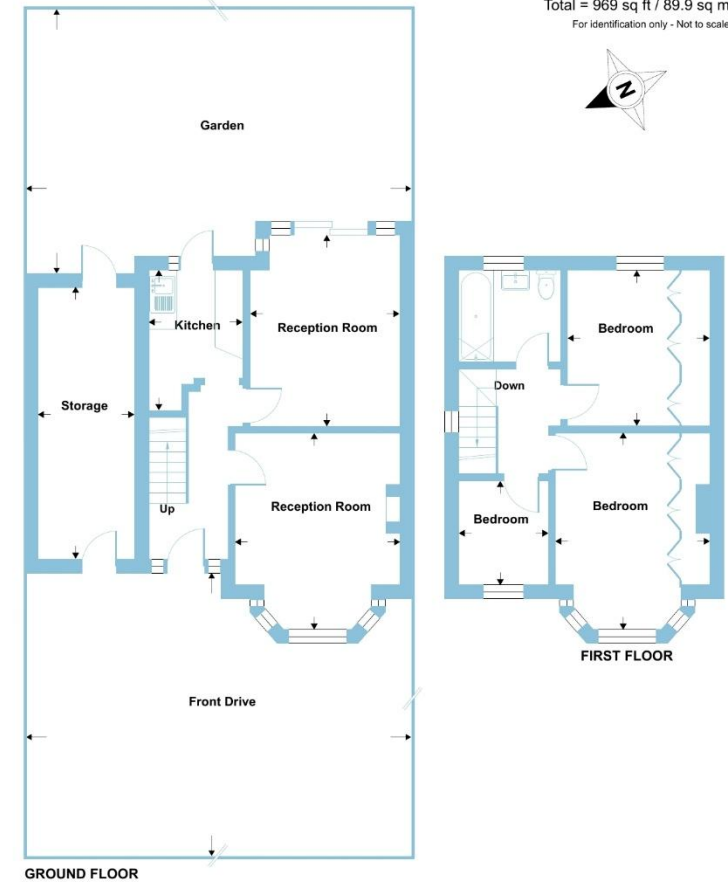 Total = 969 sq ft / 89.9 sq m
For identification only - Not to scale
N
Garden
Kitchen
Reception Room
Bedroom
Down
Storage
Up
Reception Room
Bedroom
Bedroom
FIRST FLOOR
Front Drive
GROUND FLOOR